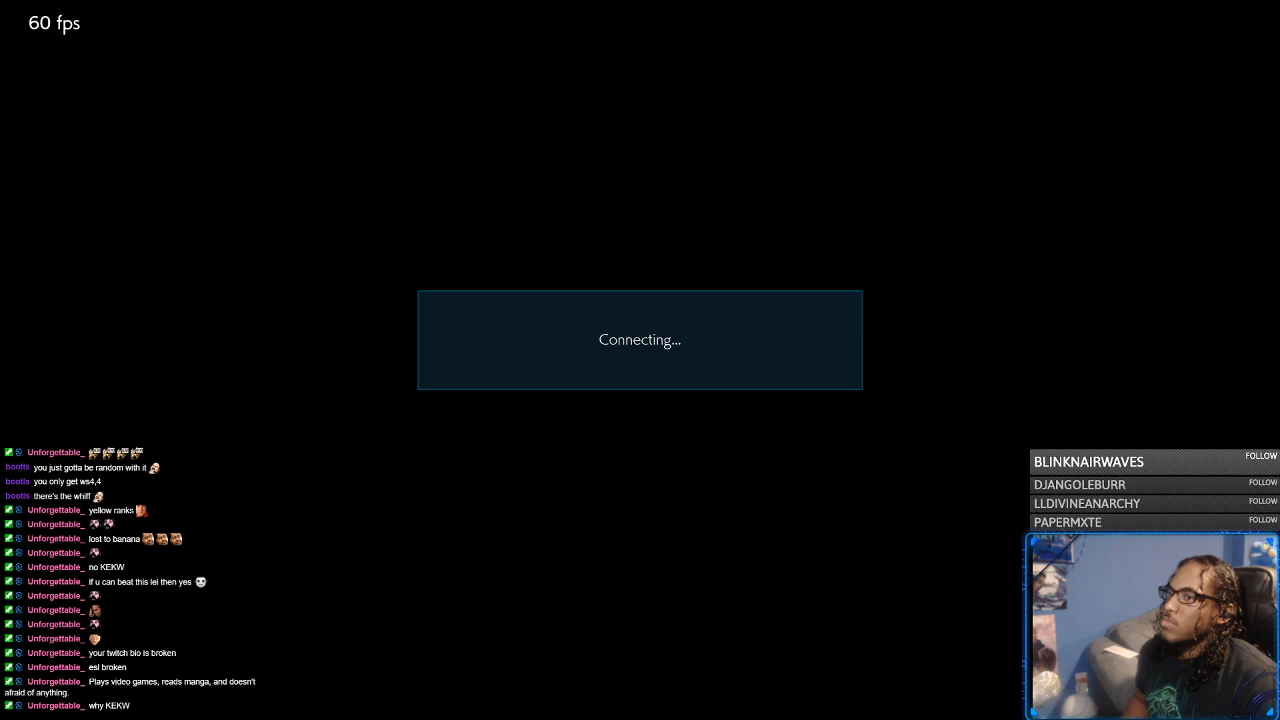 60 fps
Connecting...
Unforgettable_
bootis you just gotta be random with it
bootis you only get ws4,4
bootis there's the whiff
Unforgettable_ yellow ranks
Unforgettable_
Unforgettable_ lost to banana
Unforgettable_
Unforgettable_ no KEKW
Unforgettable_ if u can beat this lei then yes
Unforgettable_
Unforgettable_
Unforgettable_
Unforgettable_
Unforgettable_ your twitch bio is broken
Unforgettable_ esl broken
Unforgettable_ Plays video games, reads manga, and doesn't
afraid of anything.
Unforgettable_ why KEKW
BLINKNAIRWAVES FOLLOW
DJANGOLEBURR FOLLOW
LLDIVINEANARCHY FOLLOW
PAPERMXTE FOLLOW